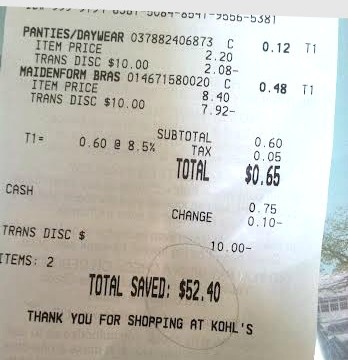 PANTIES/DAYWEAR 037882406873 C 0.12 T1
ITEM PRICE 2.20
TRANS DISC $10.00 2.08-
MAIDENFORM BRAS 014671580020 C 0.48 T1
ITEM PRICE 8.40
TRANS DISC $10.00 7.92-
SUBTOTAL 0.60
T1= 0.60 @ 8.5% TAX 0.05
TOTAL $0.65
CASH 0.75
CHANGE 0.10-
TRANS DISC $ 10.00-
ITEMS: 2
TOTAL SAVED: $52.40
THANK YOU FOR SHOPPING AT KOHL'S